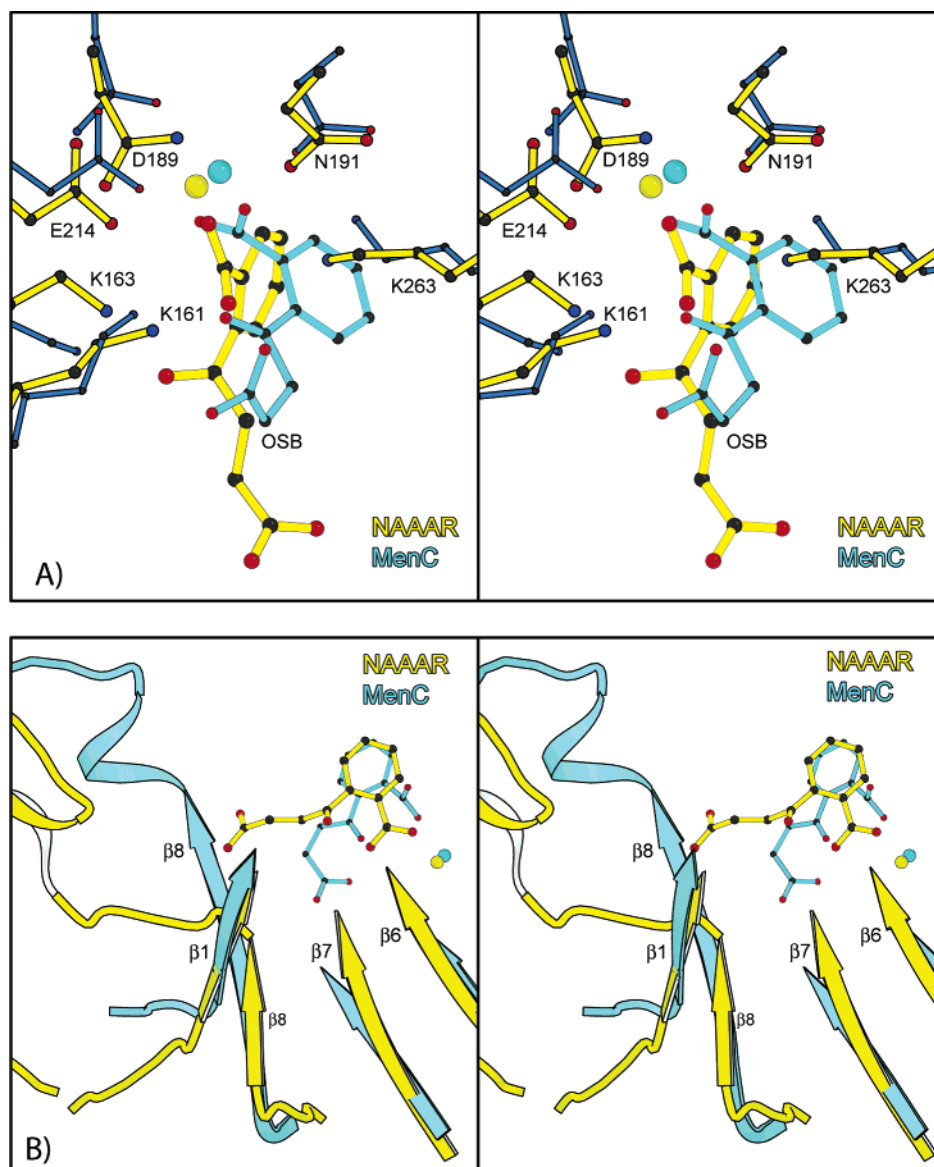 D189
N191
E214
K163
K161
K263
OSB
NAAAR
MenC
A)
D189
N191
E214
K163
K161
K263
OSB
NAAAR
MenC
NAAAR
MenC
β8
β1
β7
β6
β8
B)
NAAAR
MenC
β8
β1
β7
β6
β8